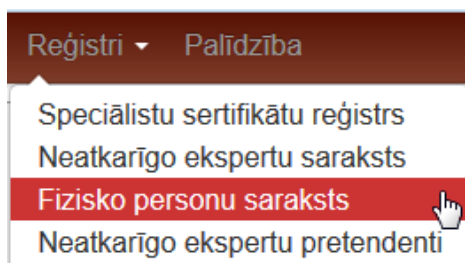 Reģistri Palīdzība
Speciālistu sertifikātu reģistrs
Neatkarīgo ekspertu saraksts
Fizisko personu saraksts
Neatkarīgo ekspertu pretendenti